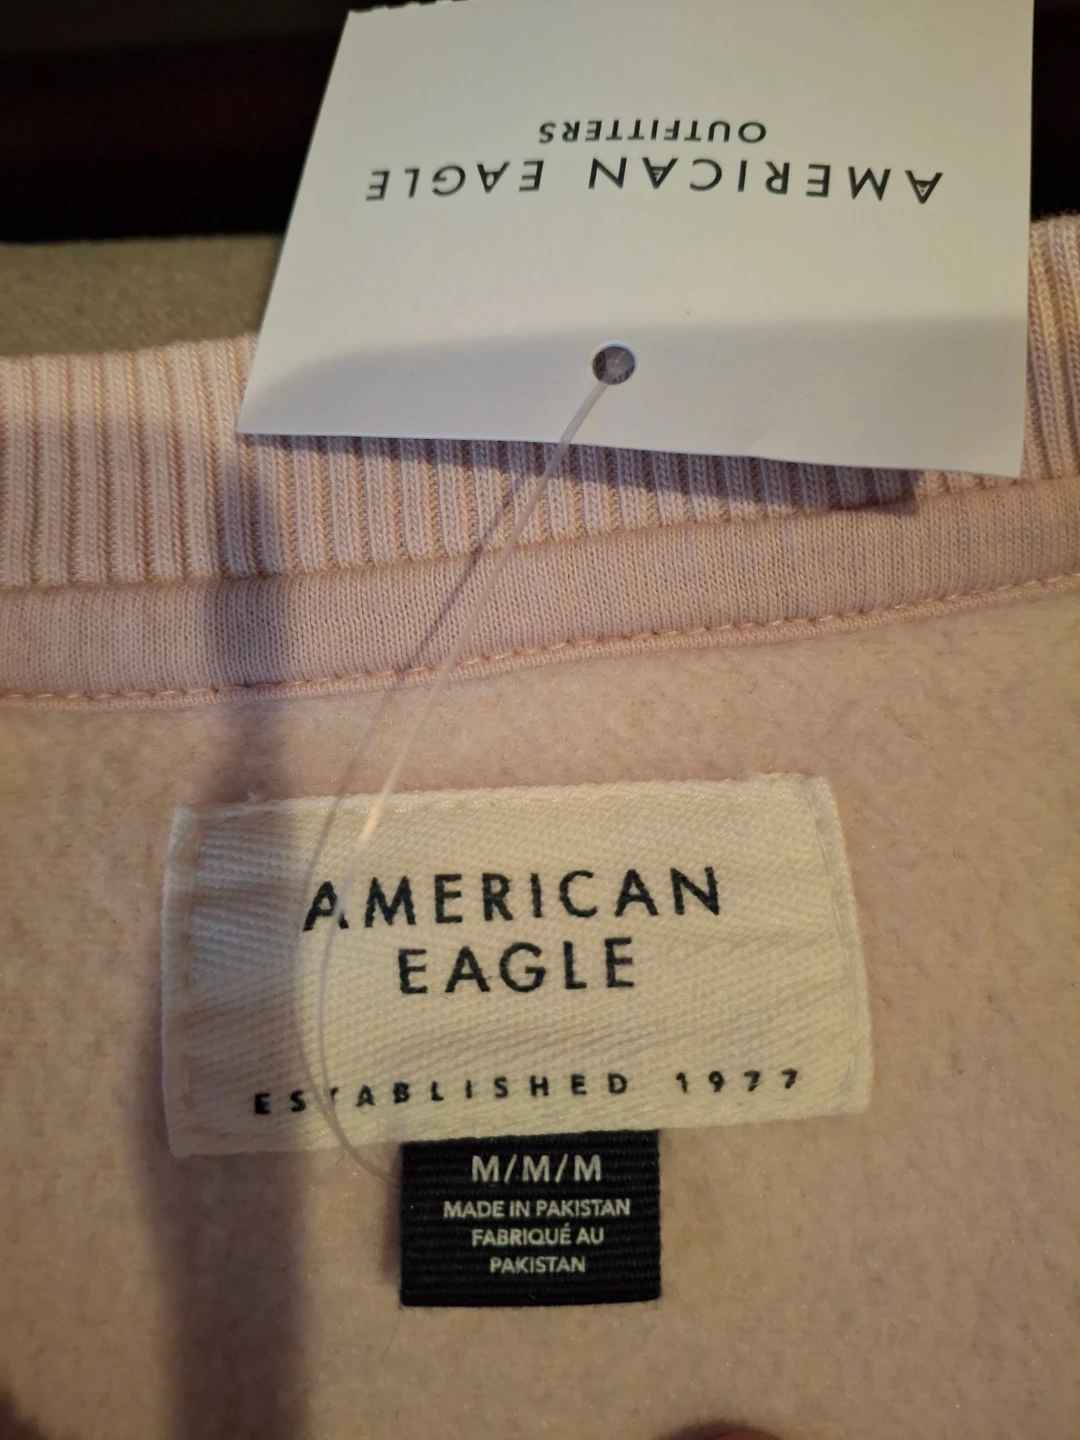 AMERICAN EAGLE
OUTFITTERS
AMERICAN
EAGLE
ESTABLISHED 1977
M/M/M
MADE IN PAKISTAN
FABRIQUÉ AU
PAKISTAN